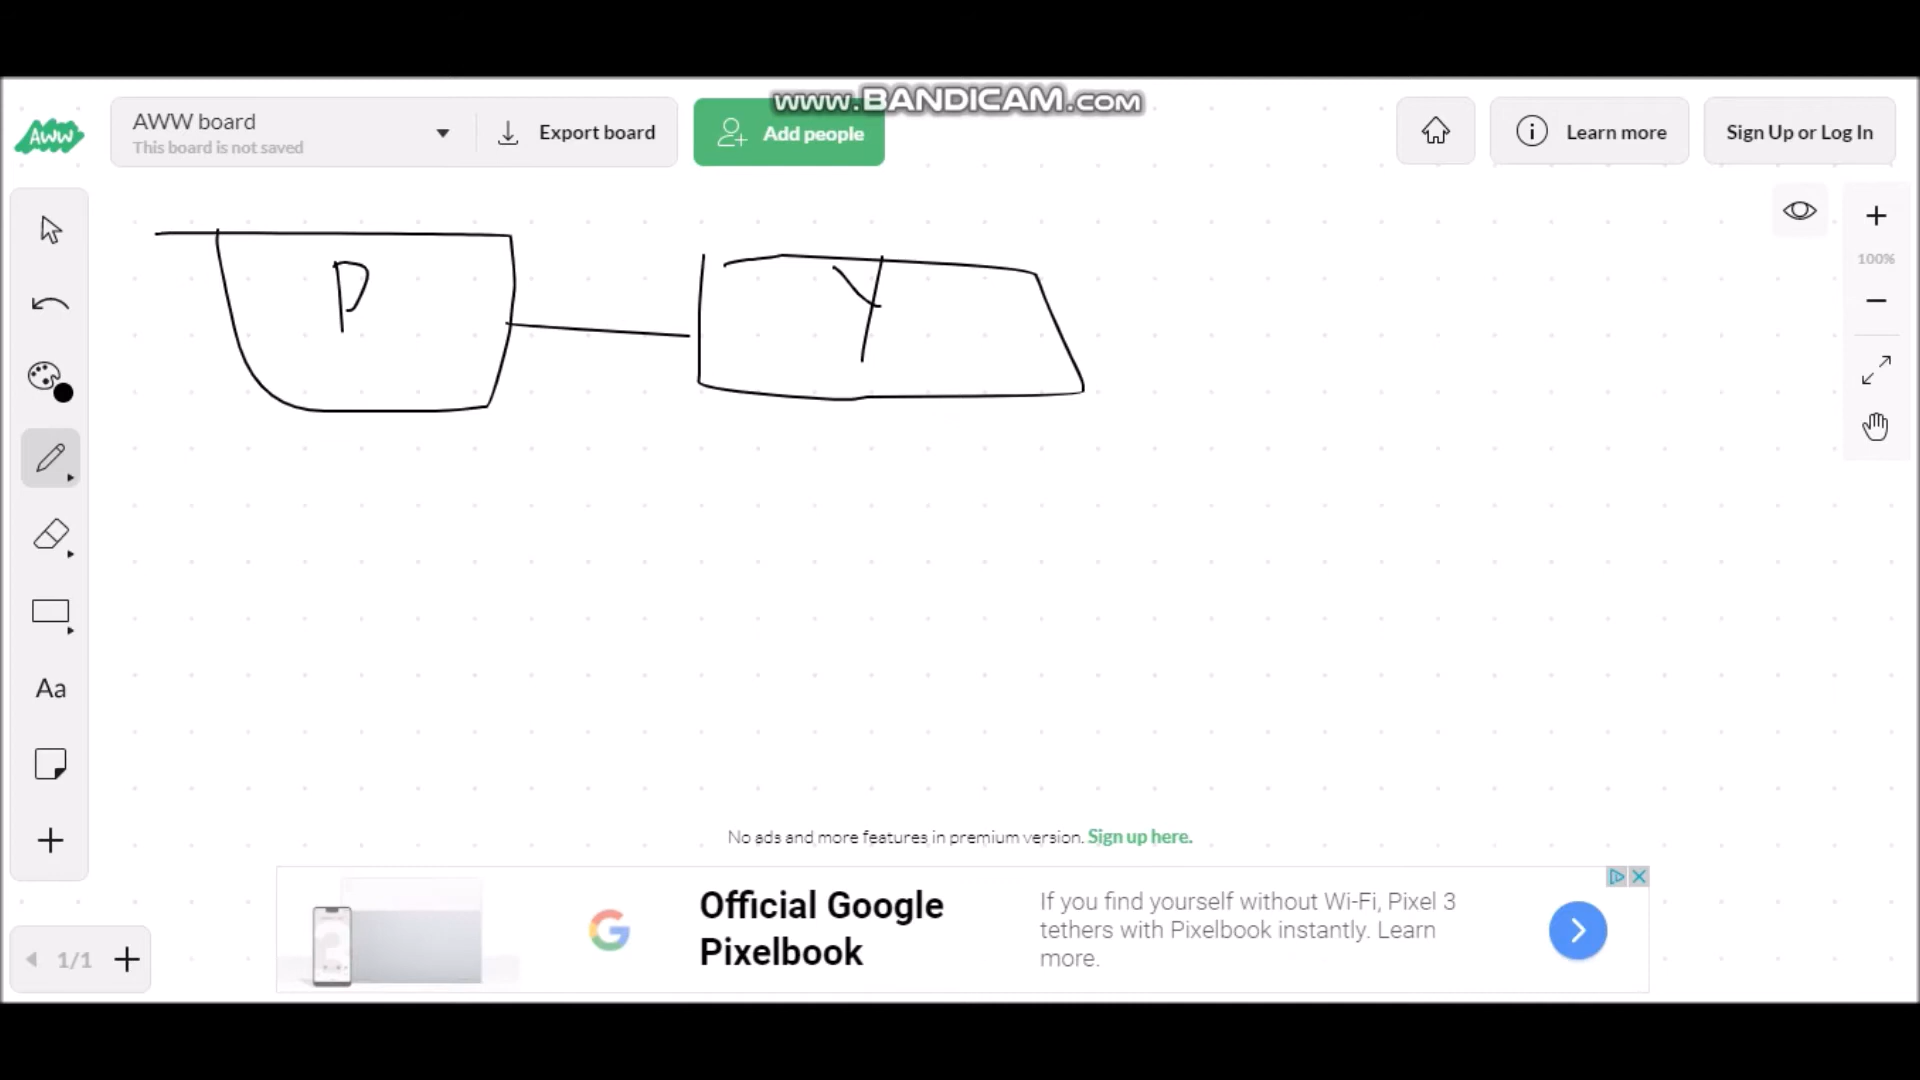 www.BANDICAM.com
AWW
AWW board
This board is not saved
Export board
Add people
Learn more
Sign Up or Log In
100%
P
Y
Aa
No ads and more features in premium version. Sign up here.
Official Google
Pixelbook
If you find yourself without Wi-Fi, Pixel 3
tethers with Pixelbook instantly. Learn
more.
1/1